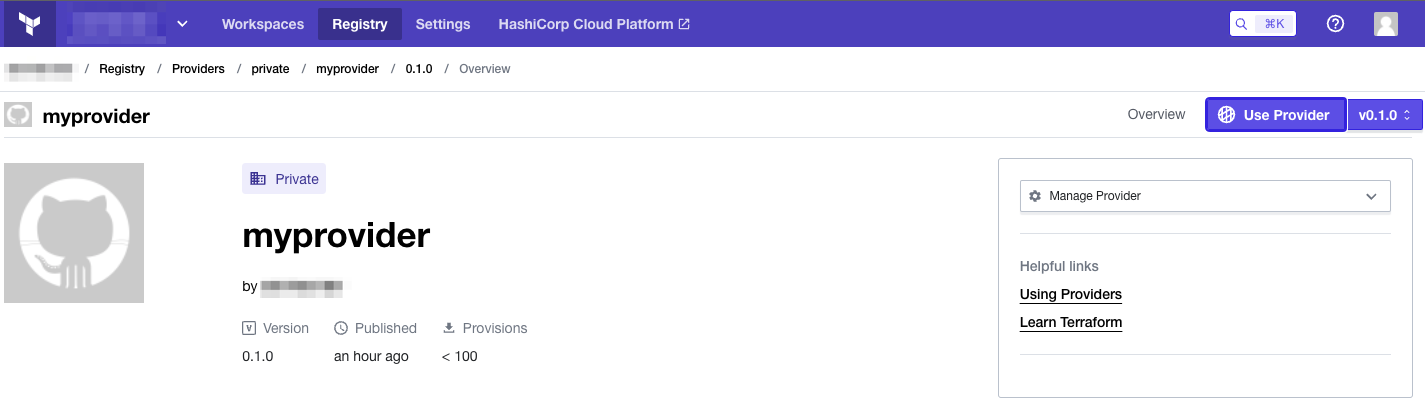 Workspaces Registry Settings HashiCorp Cloud Platform ⌘K
/ Registry / Providers / private / myprovider / 0.1.0 / Overview
myprovider Overview Use Provider v0.1.0
Private
Manage Provider
myprovider
Helpful links
by
Using Providers
Learn Terraform
Version Published Provisions
0.1.0 an hour ago < 100